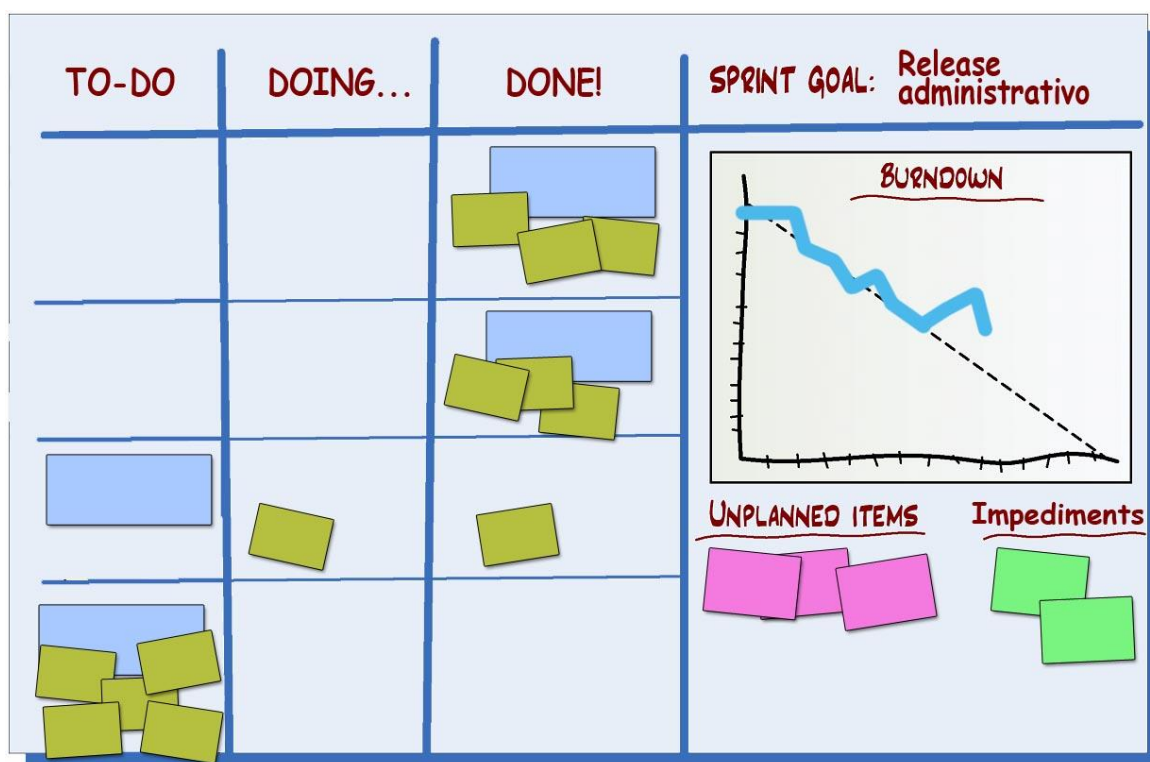 TO-DO
DOING...
DONE!
SPRINT GOAL:
Release
administrativo
BURNDOWN
UNPLANNED ITEMS
Impediments